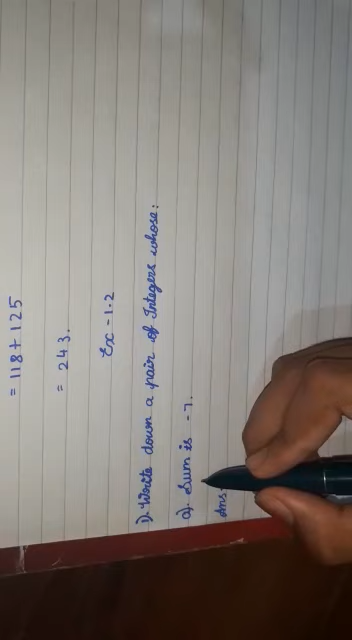 = 118 + 125
= 243.
Ex - 1.2
1). Write down a pair of Integers whose:
a). Sum is -7.
Ans